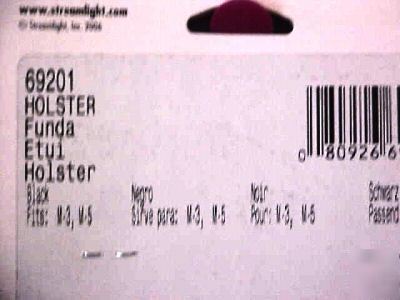 www.streamlight.com
© Streamlight, Inc. 2006
69201
HOLSTER
Funda
Etui
Holster
Black Negro Noir Schwarz
Fits: M-3, M-5 Sirve para: M-3, M-5 Pour: M-3, M-5 Passend
0 80926 6